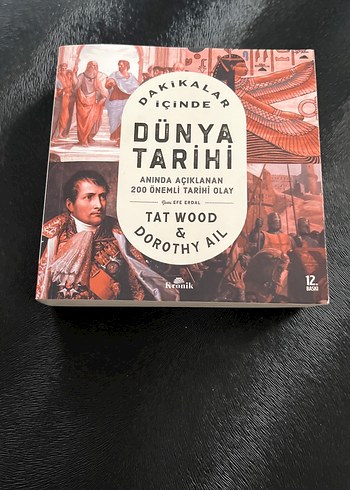 DAKİKALAR
İÇİNDE
DÜNYA
TARİHİ
ANINDA AÇIKLANAN
200 ÖNEMLİ TARİHİ OLAY
Çeviri: EFE ERDAL
TAT WOOD
&
DOROTHY AIL
Kronik
12.
BASKI